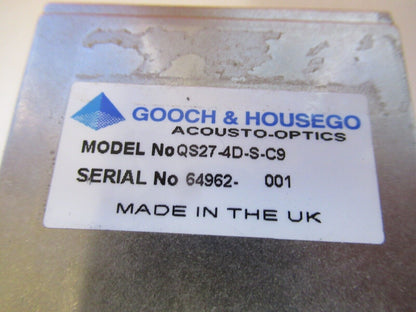 GOOCH & HOUSEGO
ACOUSTO-OPTICS
MODEL No QS27-4D-S-C9
SERIAL No 64962- 001
MADE IN THE UK